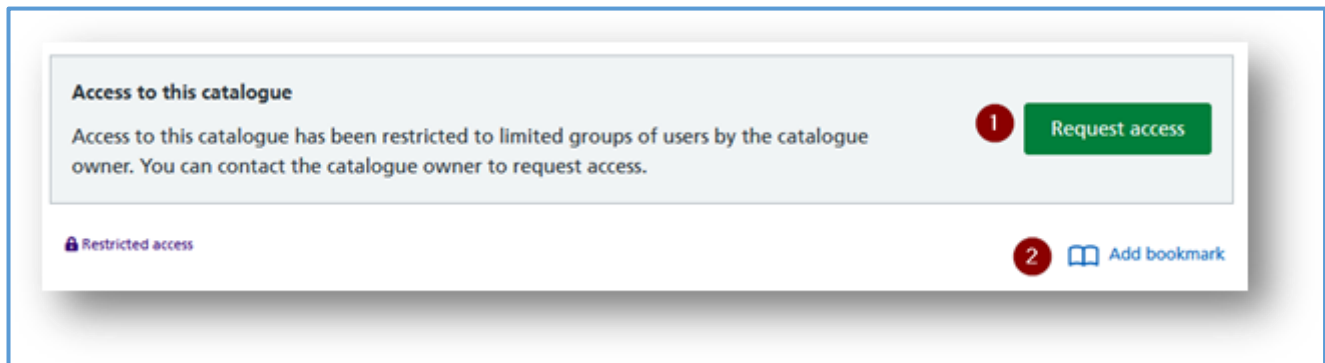 Access to this catalogue
Access to this catalogue has been restricted to limited groups of users by the catalogue
owner. You can contact the catalogue owner to request access.
1 Request access
Restricted access
2 Add bookmark